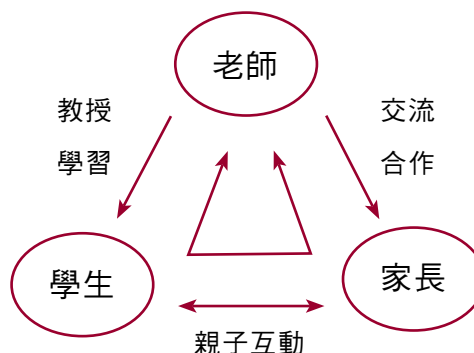 老師
教授
學習
交流
合作
學生
家長
親子互動